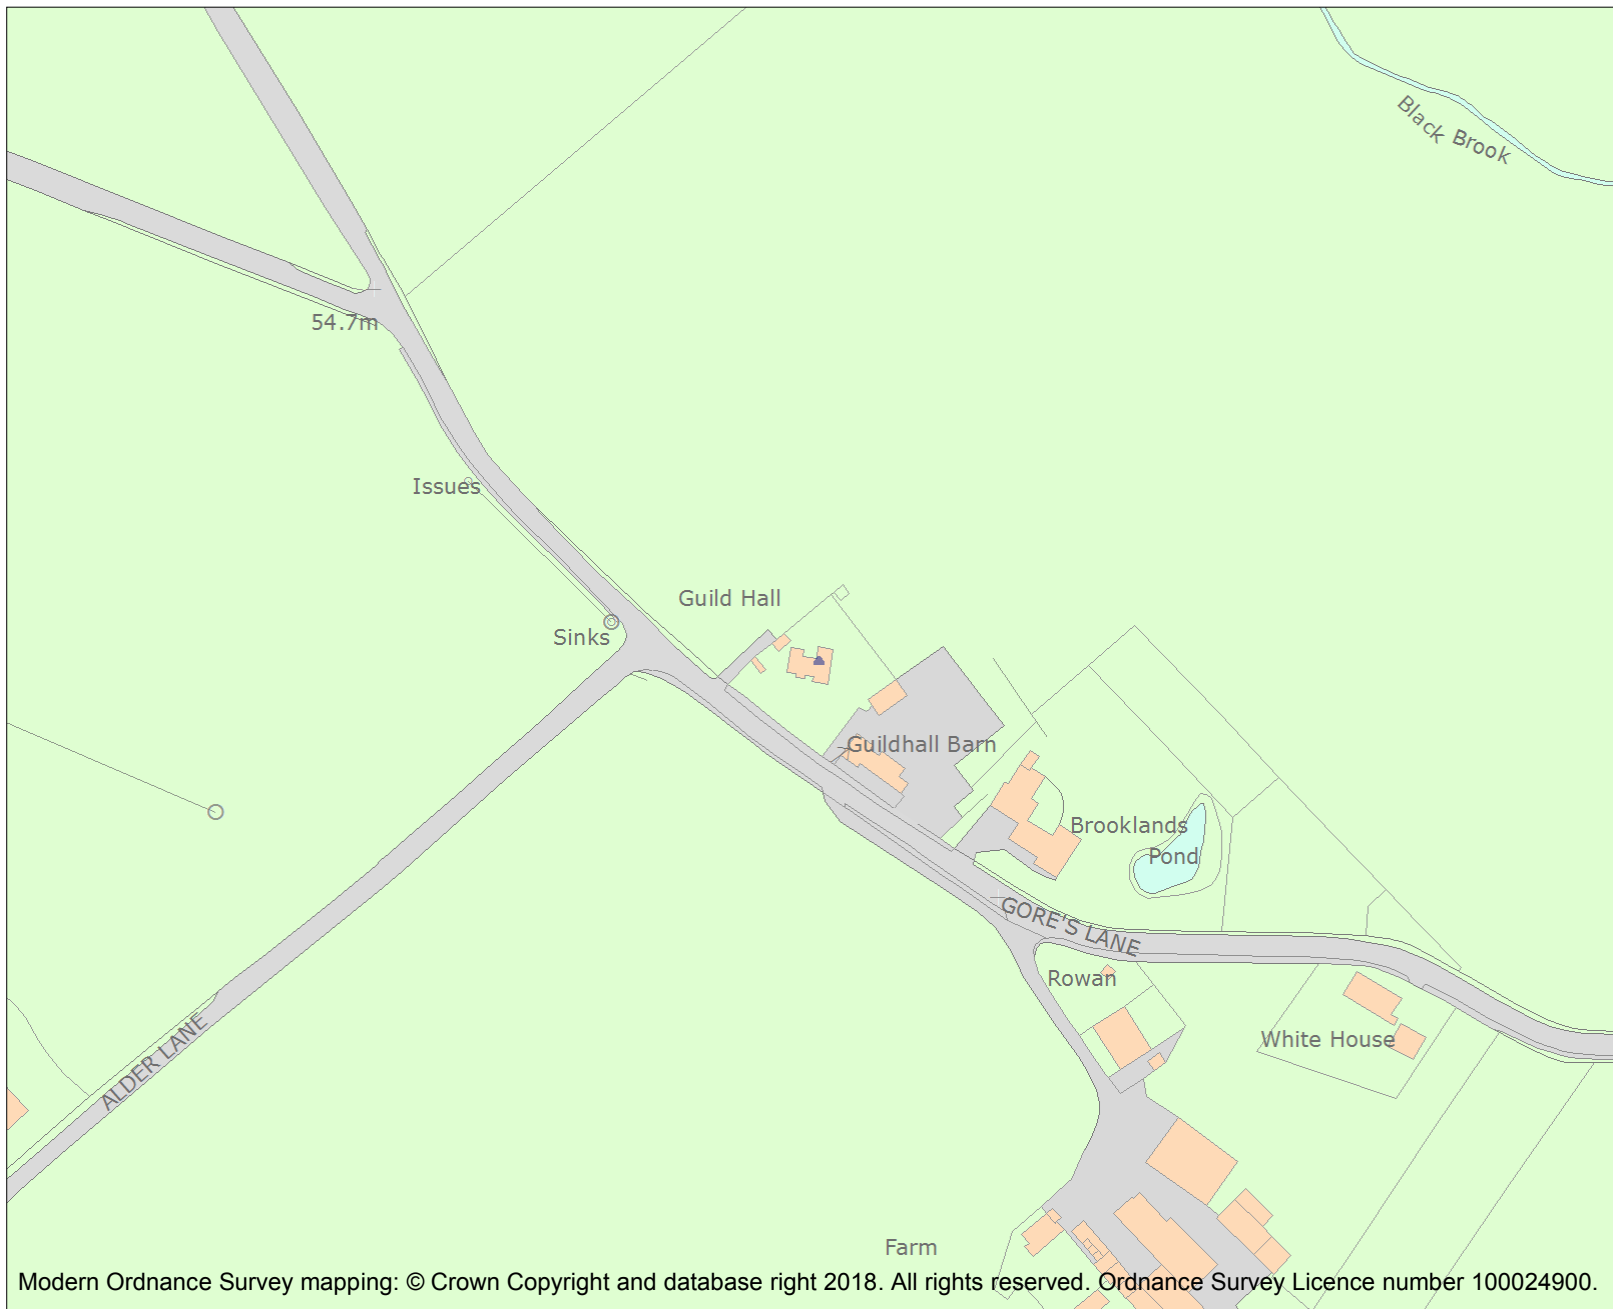 Black Brook
54.7m
Issues
Guild Hall
Sinks
Guildhall Barn
Brooklands
Pond
GORE'S LANE
Rowan
ALDER LANE
White House
Farm
Modern Ordnance Survey mapping: © Crown Copyright and database right 2018. All rights reserved. Ordnance Survey Licence number 100024900.